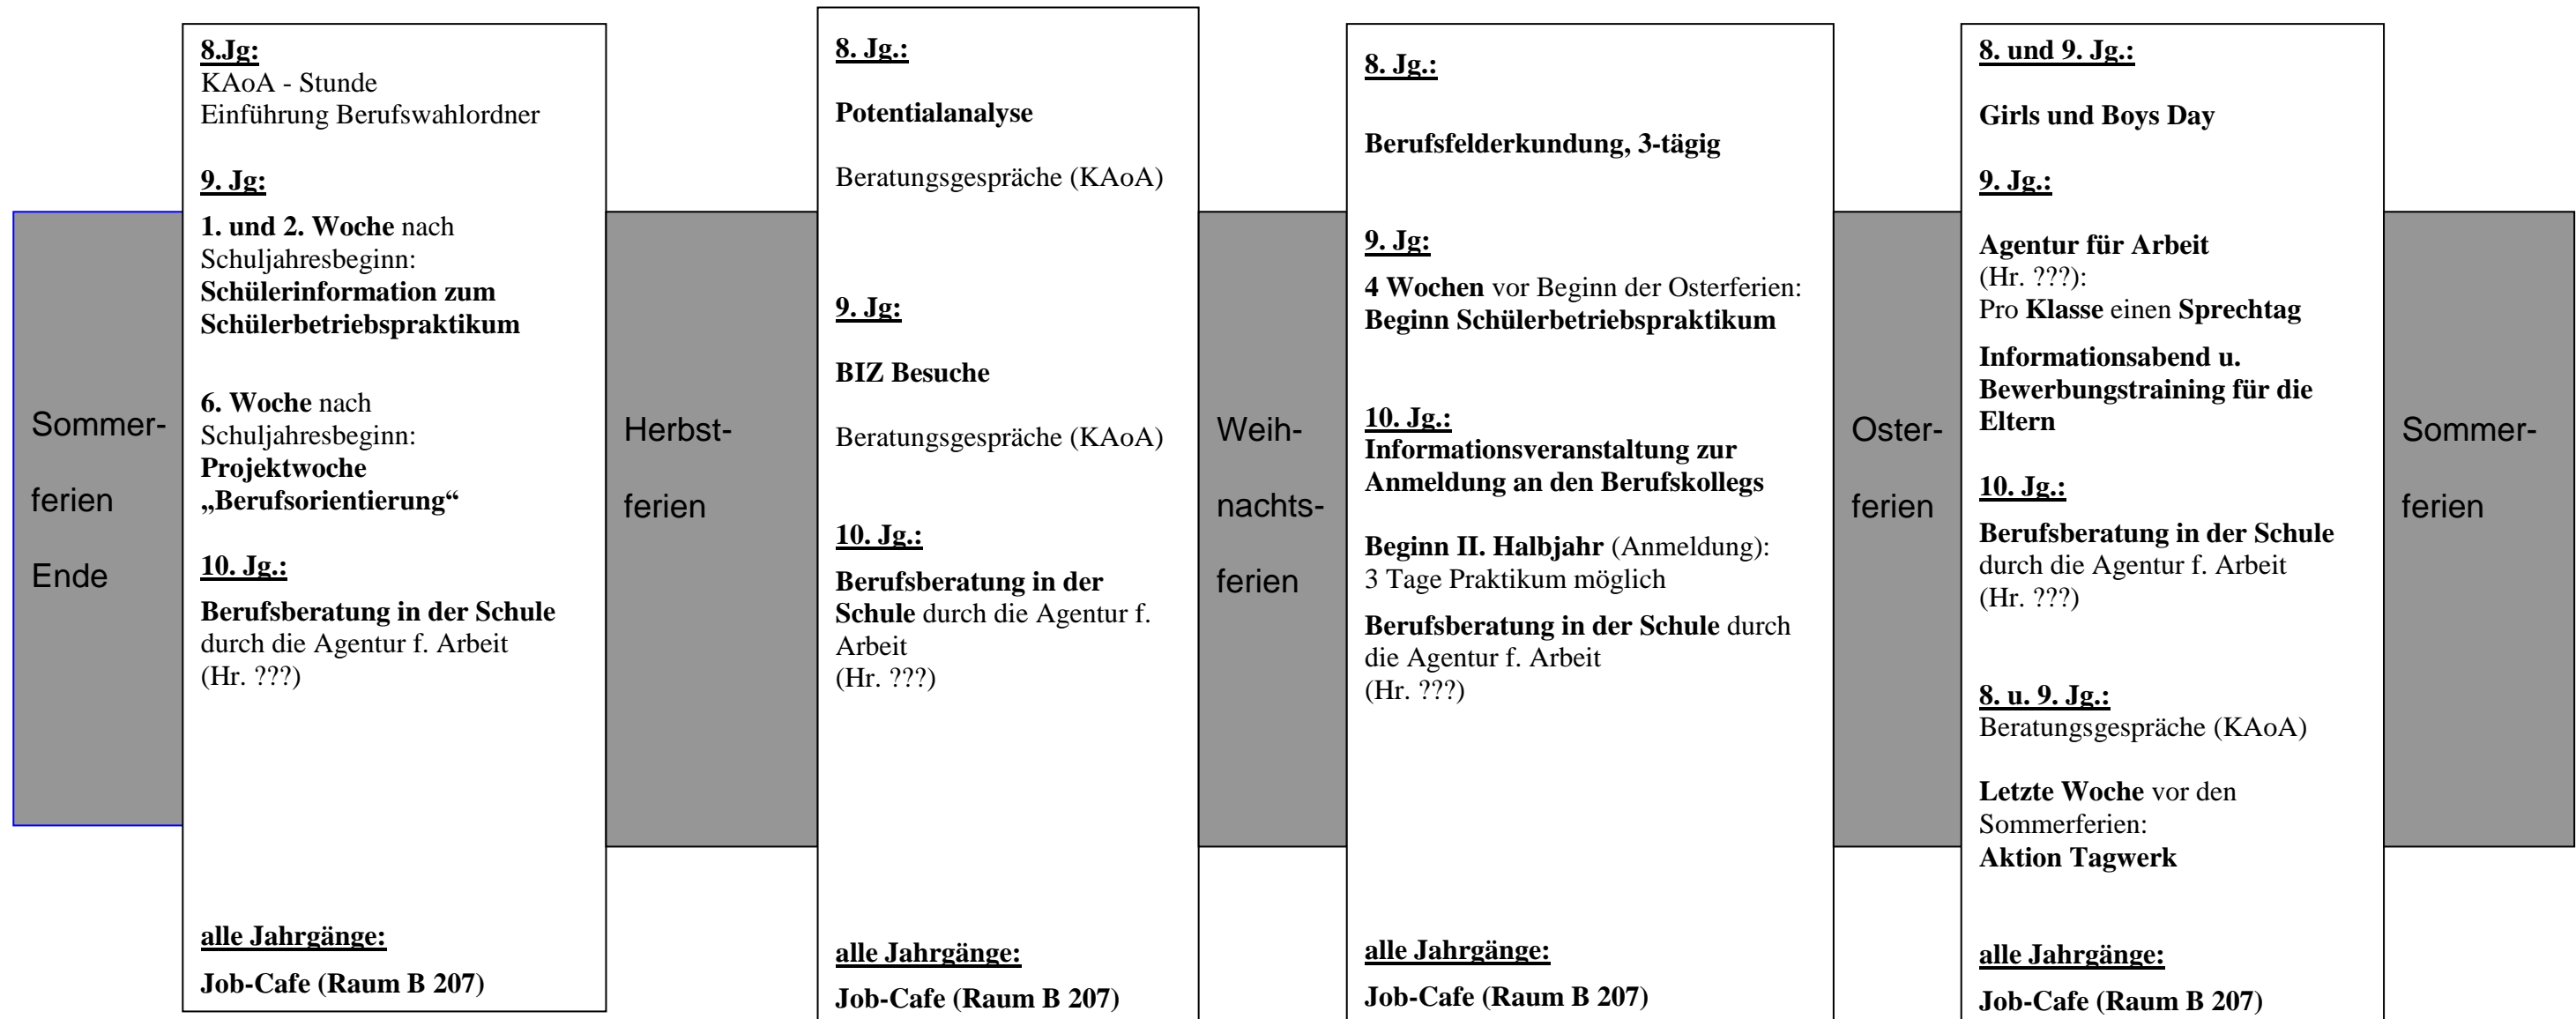 Sommer-
ferien
Ende
8.Jg:
KAoA - Stunde
Einführung Berufswahlordner
9. Jg:
1. und 2. Woche nach
Schuljahresbeginn:
Schülerinformation zum
Schülerbetriebspraktikum
6. Woche nach
Schuljahresbeginn:
Projektwoche
„Berufsorientierung“
10. Jg.:
Berufsberatung in der Schule
durch die Agentur f. Arbeit
(Hr. ???)
alle Jahrgänge:
Job-Cafe (Raum B 207)
Herbst-
ferien
8. Jg.:
Potentialanalyse
Beratungsgespräche (KAoA)
9. Jg:
BIZ Besuche
Beratungsgespräche (KAoA)
10. Jg.:
Berufsberatung in der
Schule durch die Agentur f.
Arbeit
(Hr. ???)
alle Jahrgänge:
Job-Cafe (Raum B 207)
Weih-
nachts-
ferien
8. Jg.:
Berufsfelderkundung, 3-tägig
9. Jg:
4 Wochen vor Beginn der Osterferien:
Beginn Schülerbetriebspraktikum
10. Jg.:
Informationsveranstaltung zur
Anmeldung an den Berufskollegs
Beginn II. Halbjahr (Anmeldung):
3 Tage Praktikum möglich
Berufsberatung in der Schule durch
die Agentur f. Arbeit
(Hr. ???)
alle Jahrgänge:
Job-Cafe (Raum B 207)
Oster-
ferien
8. und 9. Jg.:
Girls und Boys Day
9. Jg.:
Agentur für Arbeit
(Hr. ???):
Pro Klasse einen Sprechtag
Informationsabend u.
Bewerbungstraining für die
Eltern
10. Jg.:
Berufsberatung in der Schule
durch die Agentur f. Arbeit
(Hr. ???)
8. u. 9. Jg.:
Beratungsgespräche (KAoA)
Letzte Woche vor den
Sommerferien:
Aktion Tagwerk
alle Jahrgänge:
Job-Cafe (Raum B 207)
Sommer-
ferien